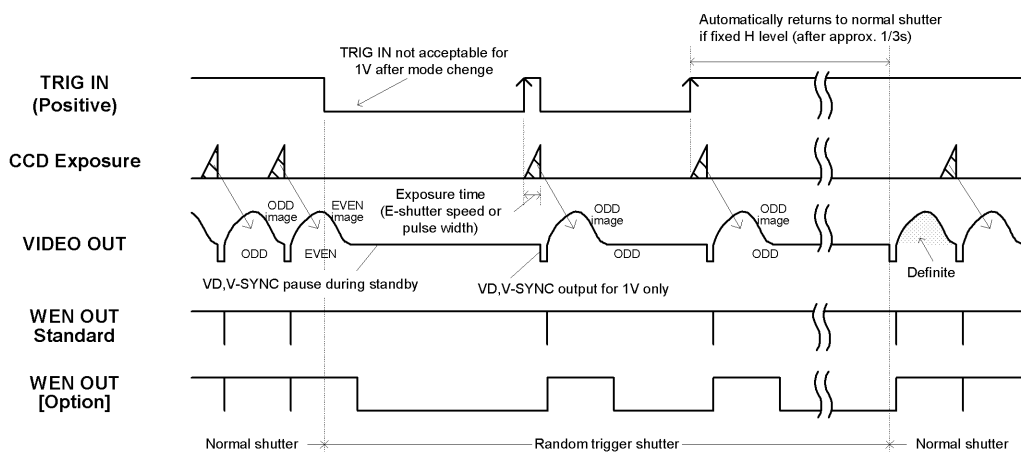 Automatically returns to normal shutter
if fixed H level (after approx. 1/3s)
TRIG IN not acceptable for
1V after mode chenge
TRIG IN
(Positive)
CCD Exposure
Exposure time
(E-shutter speed or
pulse width)
ODD
image
EVEN
image
ODD
image
ODD
image
VIDEO OUT
ODD
EVEN
ODD
ODD
Definite
VD,V-SYNC pause during standby
VD,V-SYNC output for 1V only
WEN OUT
Standard
WEN OUT
[Option]
Normal shutter
Random trigger shutter
Normal shutter